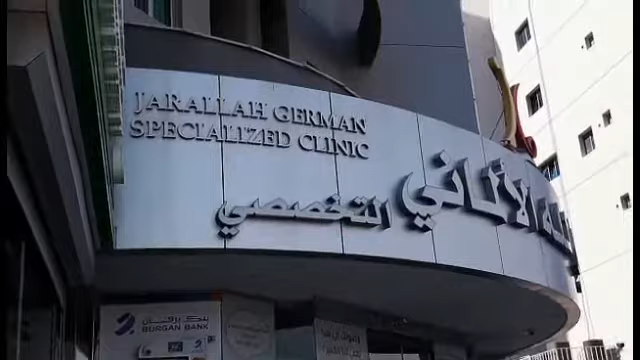 JARALLAH GERMAN
SPECIALIZED CLINIC
الألماني
التخصصي
بنك برقان
BURGAN BANK